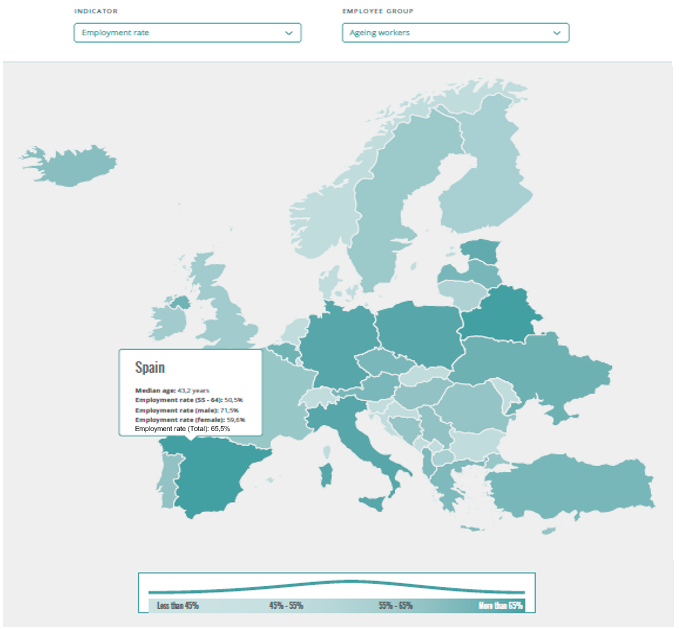 INDICATOR
EMPLOYEE GROUP
Employment rate
Ageing workers
Spain
Median age: 43,2 years
Employment rate (55 - 64): 50,5%
Employment rate (male): 71,5%
Employment rate (female): 59,6%
Employment rate (Total): 65,5%
Less than 45%
45% - 55%
55% - 65%
More than 65%